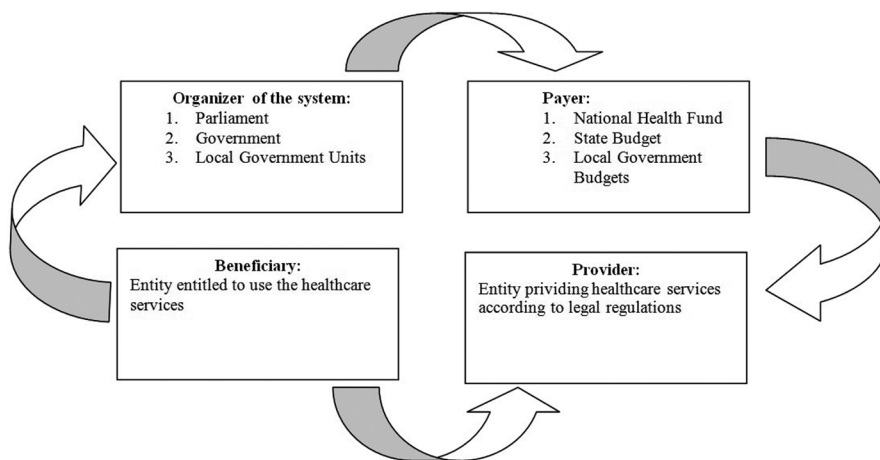 Organizer of the system:
1. Parliament
2. Government
3. Local Government Units
Payer:
1. National Health Fund
2. State Budget
3. Local Government
Budgets
Beneficiary:
Entity entitled to use the healthcare
services
Provider:
Entity prividing healthcare services
according to legal regulations